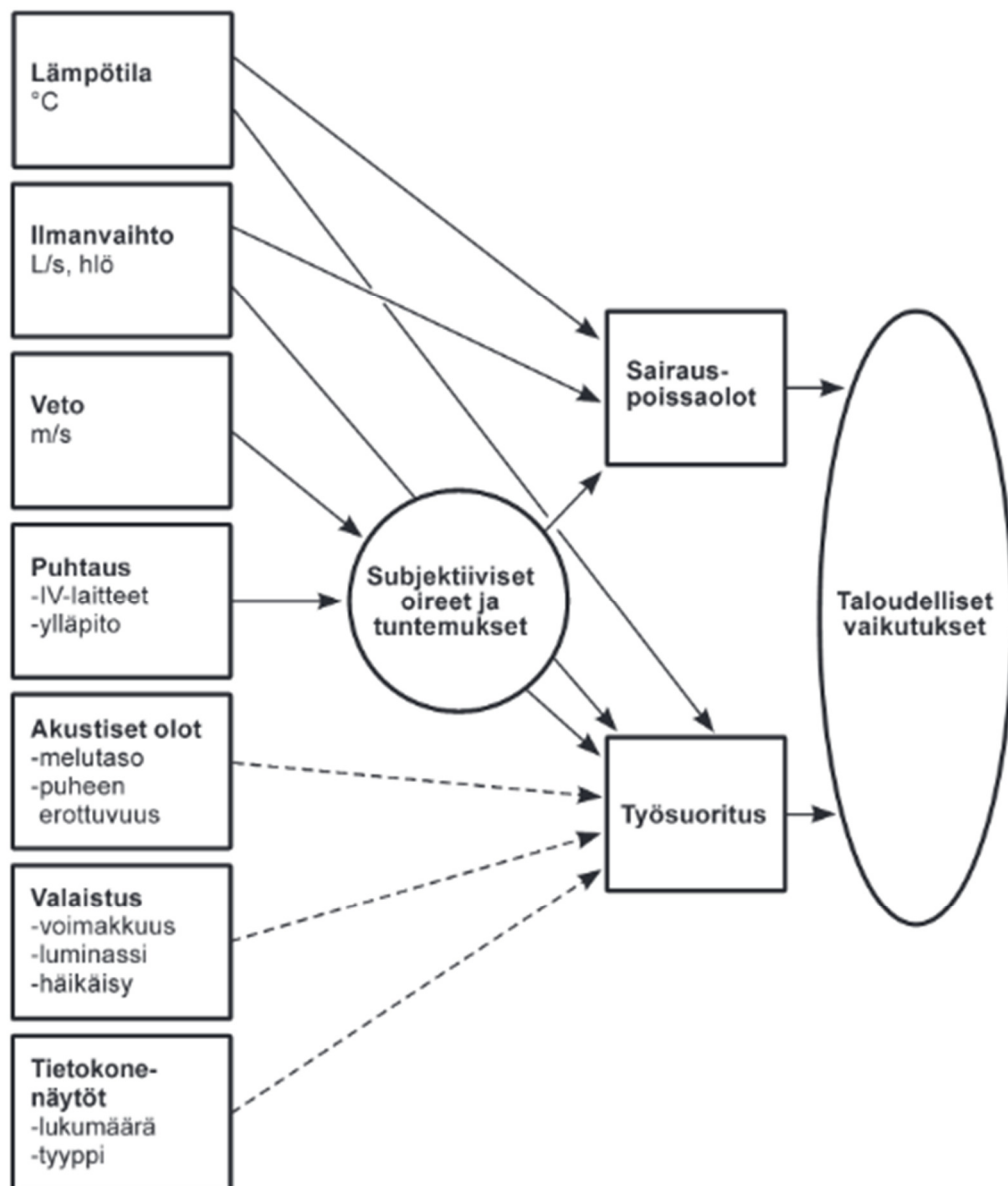 Lämpötila
°C
Ilmanvaihto
L/s, hlö
Veto
m/s
Puhtaus
-IV-laitteet
-ylläpito
Akustiset olot
-melutaso
-puheen
erottuvuus
Valaistus
-voimakkuus
-luminassi
-häikäisy
Tietokone-
näytöt
-lukumäärä
-tyyppi
Subjektiiviset
oireet ja
tuntemukset
Sairaus-
poissaolot
Työsuoritus
Taloudelliset
vaikutukset